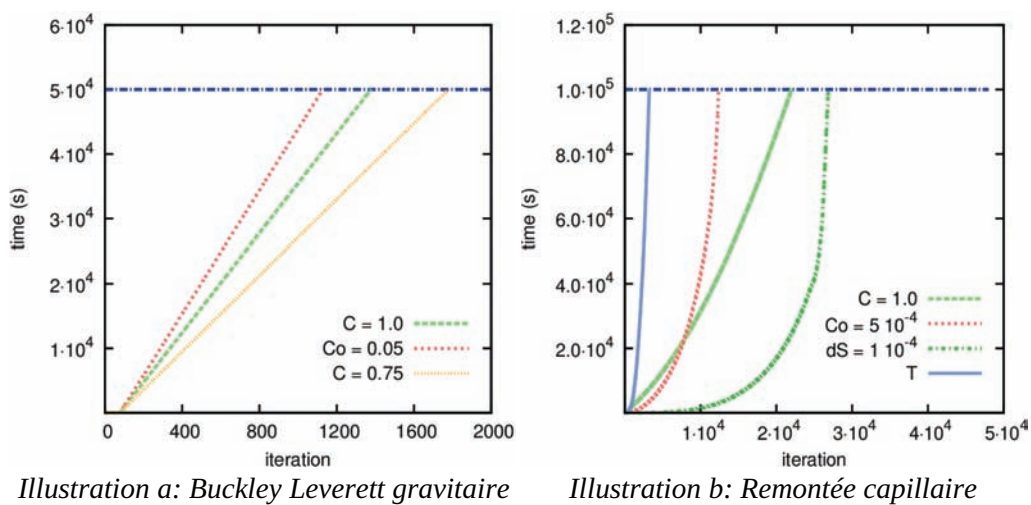 6·10⁴
5·10⁴
4·10⁴
3·10⁴
2·10⁴
1·10⁴
time (s)
C = 1.0
Co = 0.05
C = 0.75
400 800 1200 1600 2000
iteration
Illustration a: Buckley Leverett gravitaire
1.2·10⁵
1.0·10⁵
8.0·10⁴
6.0·10⁴
4.0·10⁴
2.0·10⁴
time (s)
C = 1.0
Co = 5 10⁻⁴
dS = 1 10⁻⁴
T
1·10⁴ 2·10⁴ 3·10⁴ 4·10⁴ 5·10⁴
iteration
Illustration b: Remontée capillaire